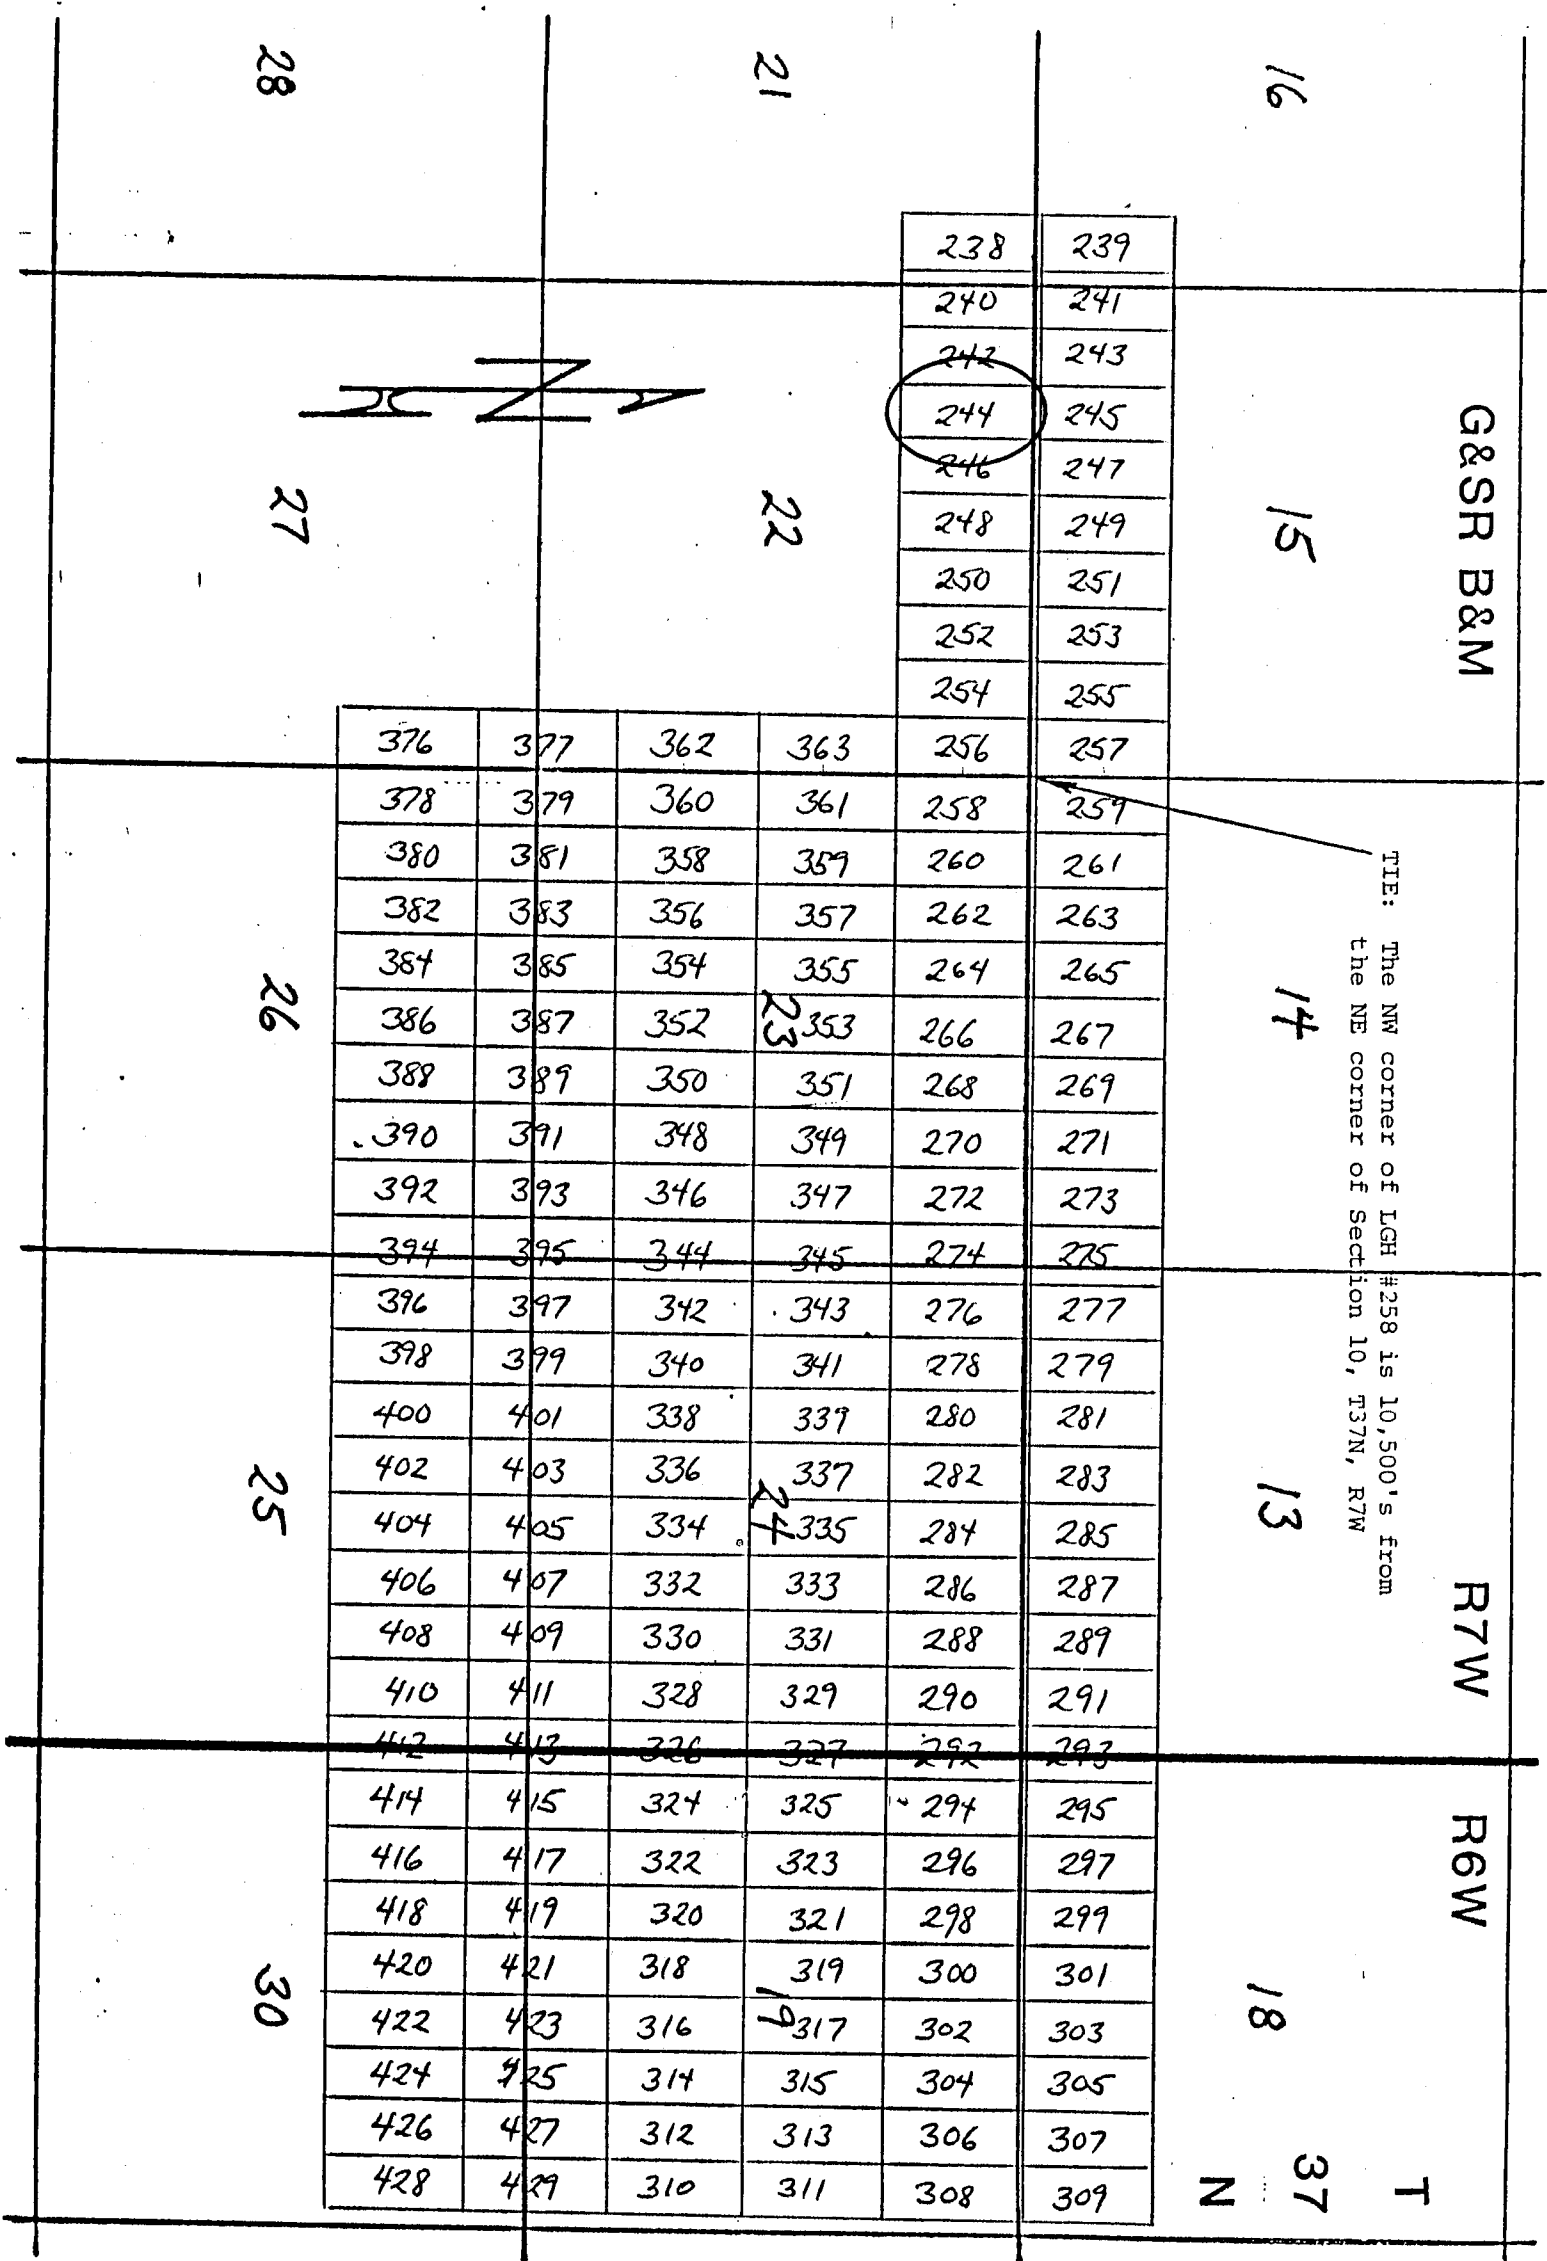 G&SR B&M R7W R6W T
37
N
TIE: The NW corner of LGH #258 is 10,500's from
the NE corner of Section 10, T37N, R7W
16 15 14 13 18
21 22 23 24 19
28 27 26 25 30
N
238 239
240 241
242 243
244 245
246 247
248 249
250 251
252 253
254 255
376 377 362 363 256 257
378 379 360 361 258 259
380 381 358 359 260 261
382 383 356 357 262 263
384 385 354 355 264 265
386 387 352 353 266 267
388 389 350 351 268 269
390 391 348 349 270 271
392 393 346 347 272 273
394 395 344 345 274 275
396 397 342 343 276 277
398 399 340 341 278 279
400 401 338 339 280 281
402 403 336 337 282 283
404 405 334 335 284 285
406 407 332 333 286 287
408 409 330 331 288 289
410 411 328 329 290 291
412 413 326 327 292 293
414 415 324 325 294 295
416 417 322 323 296 297
418 419 320 321 298 299
420 421 318 319 300 301
422 423 316 317 302 303
424 425 314 315 304 305
426 427 312 313 306 307
428 429 310 311 308 309